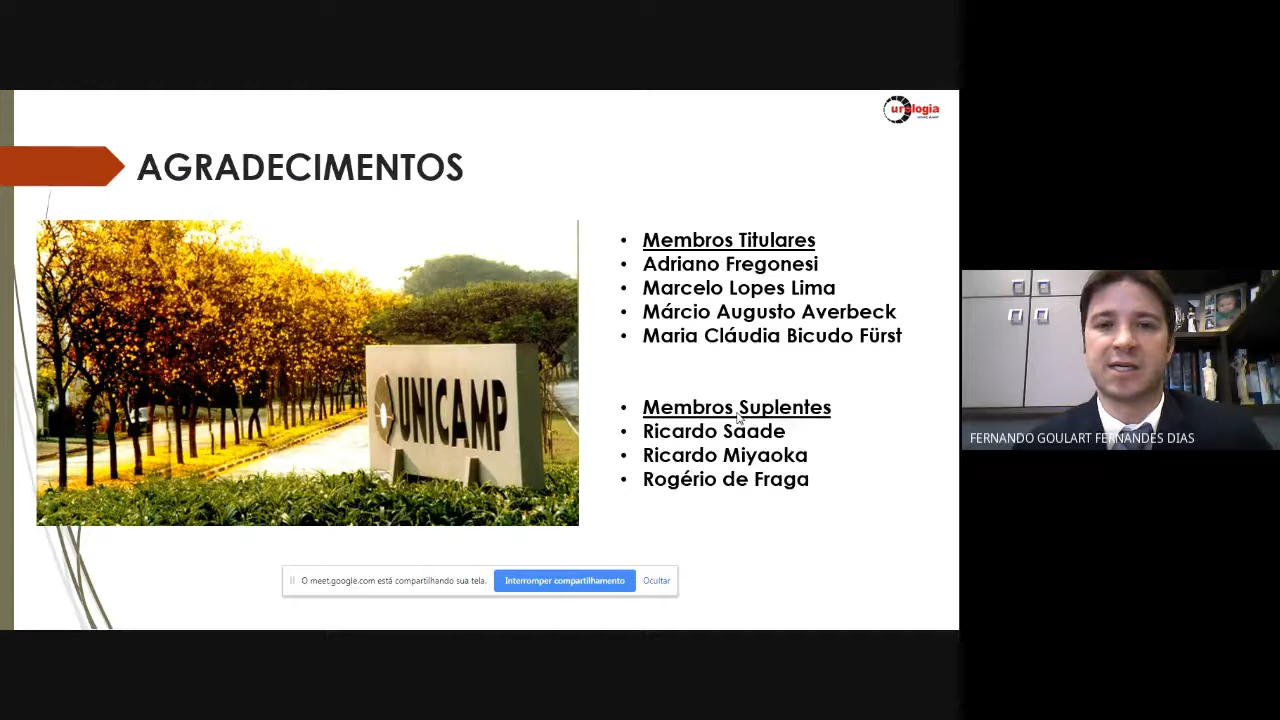 urologia
UNICAMP
AGRADECIMENTOS
UNICAMP
• Membros Titulares
• Adriano Fregonesi
• Marcelo Lopes Lima
• Márcio Augusto Averbeck
• Maria Cláudia Bicudo Fürst
• Membros Suplentes
• Ricardo Saade
• Ricardo Miyaoka
• Rogério de Fraga
O meet.google.com está compartilhando sua tela. Interromper compartilhamento Ocultar
FERNANDO GOULART FERNANDES DIAS